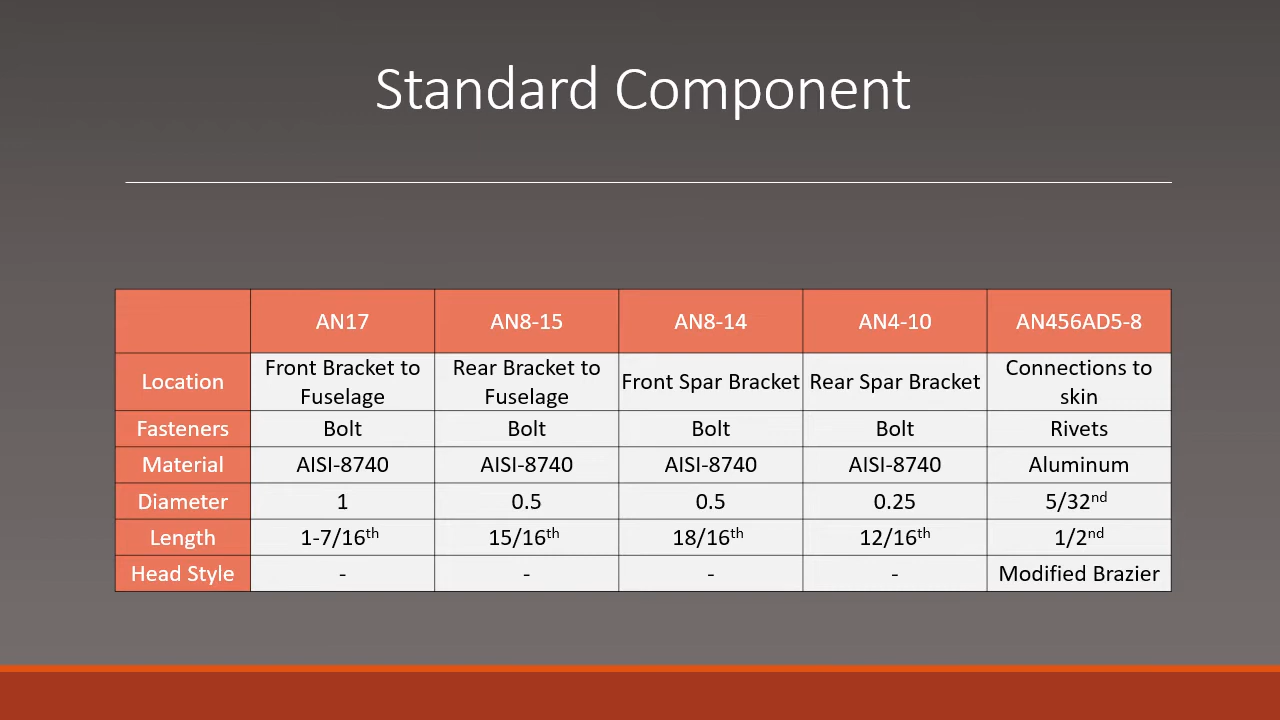 Standard Component
AN17 AN8-15 AN8-14 AN4-10 AN456AD5-8
Location Front Bracket to Fuselage Rear Bracket to Fuselage Front Spar Bracket Rear Spar Bracket Connections to skin
Fasteners Bolt Bolt Bolt Bolt Rivets
Material AISI-8740 AISI-8740 AISI-8740 AISI-8740 Aluminum
Diameter 1 0.5 0.5 0.25 5/32nd
Length 1-7/16th 15/16th 18/16th 12/16th 1/2nd
Head Style - - - - Modified Brazier